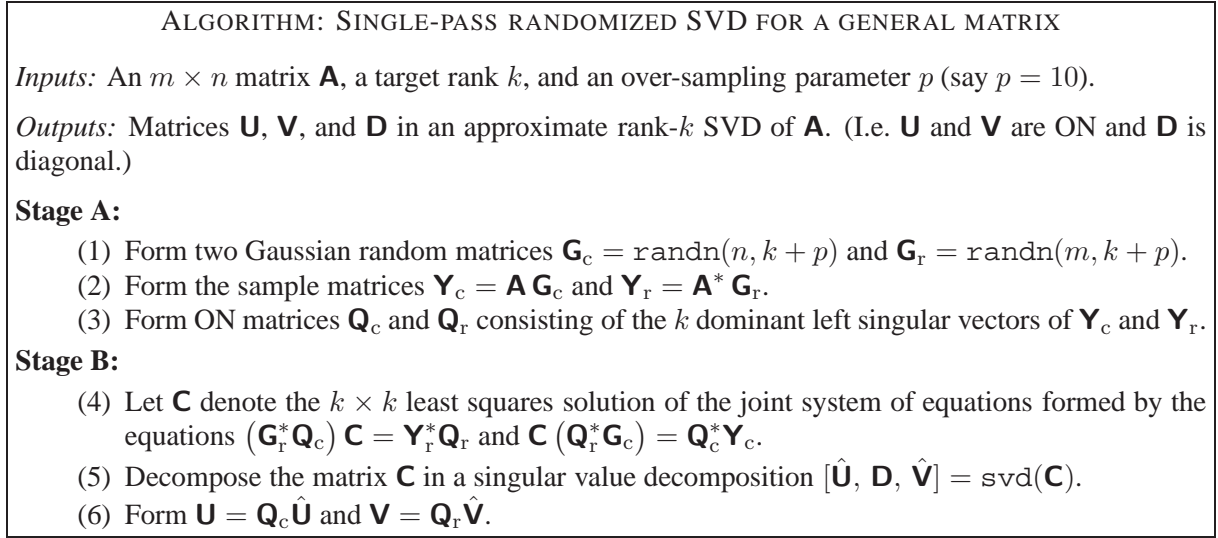 ALGORITHM: SINGLE-PASS RANDOMIZED SVD FOR A GENERAL MATRIX
Inputs: An m × n matrix A, a target rank k, and an over-sampling parameter p (say p = 10).
Outputs: Matrices U, V, and D in an approximate rank-k SVD of A. (I.e. U and V are ON and D is
diagonal.)
Stage A:
(1) Form two Gaussian random matrices G_c = randn(n, k + p) and G_r = randn(m, k + p).
(2) Form the sample matrices Y_c = A G_c and Y_r = A* G_r.
(3) Form ON matrices Q_c and Q_r consisting of the k dominant left singular vectors of Y_c and Y_r.
Stage B:
(4) Let C denote the k × k least squares solution of the joint system of equations formed by the
equations (G_r* Q_c) C = Y_r* Q_r and C (Q_r* G_c) = Q_c* Y_c.
(5) Decompose the matrix C in a singular value decomposition [Û, D, V̂] = svd(C).
(6) Form U = Q_c Û and V = Q_r V̂.